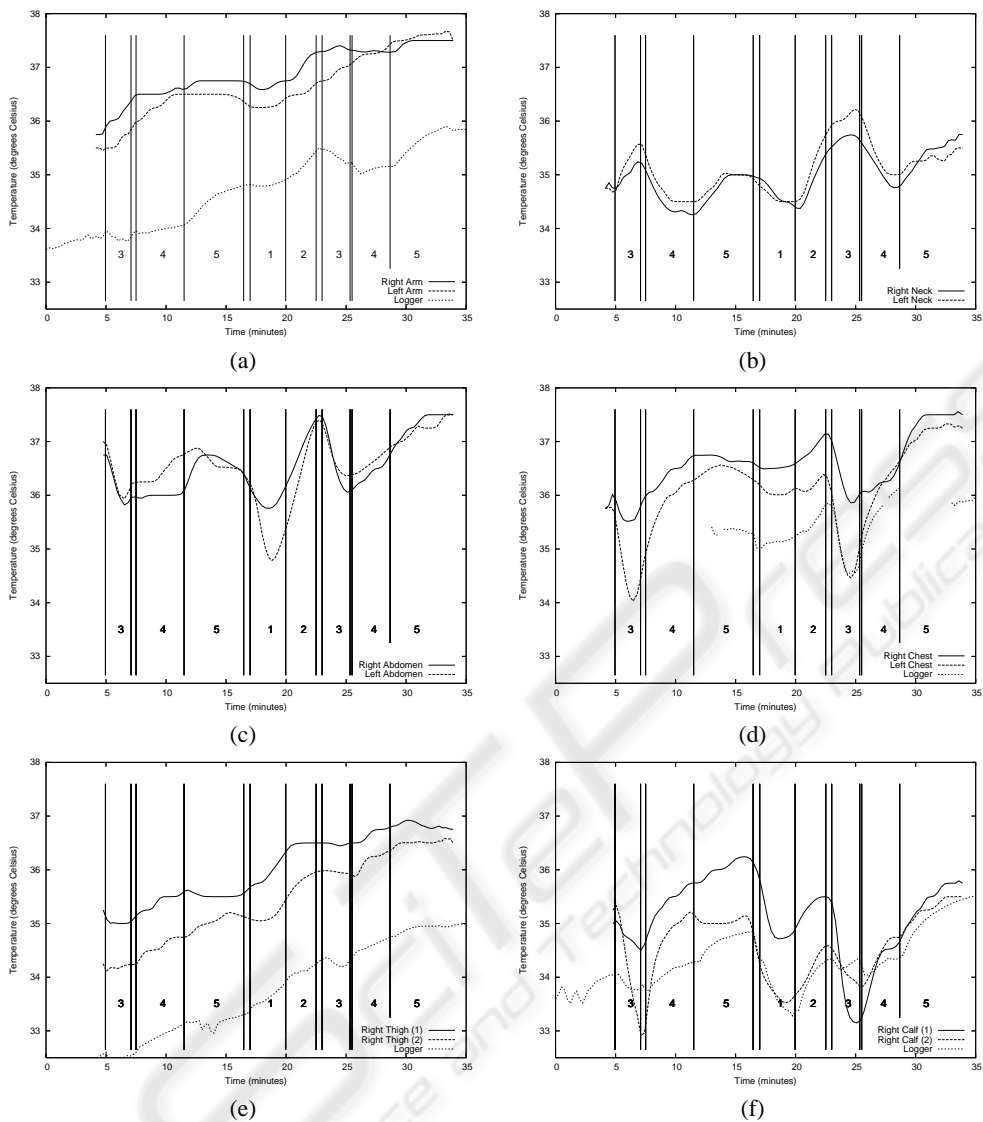 38
37
36
35
34
33
Temperature (degrees Celsius)
3 4 5 1 2 3 4 5
Right Arm
Left Arm
Logger
0 5 10 15 20 25 30 35
Time (minutes)
(a)
38
37
36
35
34
33
Temperature (degrees Celsius)
3 4 5 1 2 3 4 5
Right Neck
Left Neck
0 5 10 15 20 25 30 35
Time (minutes)
(b)
38
37
36
35
34
33
Temperature (degrees Celsius)
3 4 5 1 2 3 4 5
Right Abdomen
Left Abdomen
0 5 10 15 20 25 30 35
Time (minutes)
(c)
38
37
36
35
34
33
Temperature (degrees Celsius)
3 4 5 1 2 3 4 5
Right Chest
Left Chest
Logger
0 5 10 15 20 25 30 35
Time (minutes)
(d)
38
37
36
35
34
33
Temperature (degrees Celsius)
3 4 5 1 2 3 4 5
Right Thigh (1)
Right Thigh (2)
Logger
0 5 10 15 20 25 30 35
Time (minutes)
(e)
38
37
36
35
34
33
Temperature (degrees Celsius)
3 4 5 1 2 3 4 5
Right Calf (1)
Right Calf (2)
Logger
0 5 10 15 20 25 30 35
Time (minutes)
(f)
SciTePress
and Technology